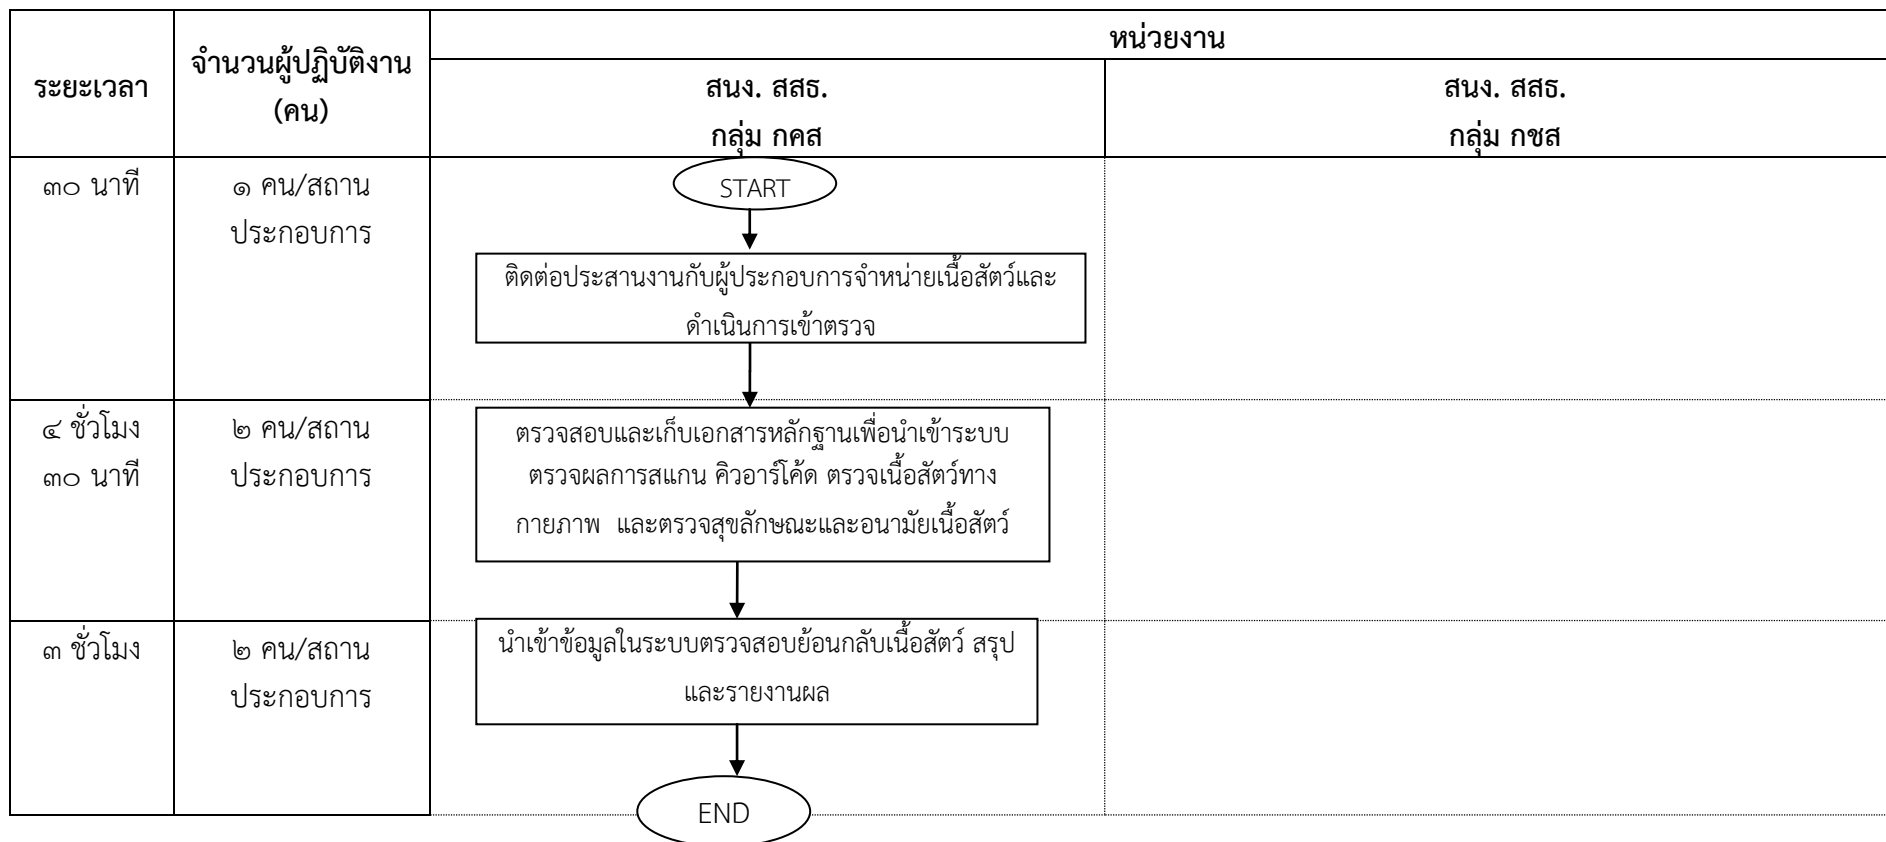 ระยะเวลา
จำนวนผู้ปฏิบัติงาน
(คน)
หน่วยงาน
สนง. สสธ.
กลุ่ม กคส
สนง. สสธ.
กลุ่ม กชส
๓๐ นาที
๑ คน/สถาน
ประกอบการ
START
ติดต่อประสานงานกับผู้ประกอบการจำหน่ายเนื้อสัตว์และ
ดำเนินการเข้าตรวจ
๔ ชั่วโมง
๓๐ นาที
๒ คน/สถาน
ประกอบการ
ตรวจสอบและเก็บเอกสารหลักฐานเพื่อนำเข้าระบบ
ตรวจผลการสแกน คิวอาร์โค้ด ตรวจเนื้อสัตว์ทาง
กายภาพ และตรวจสุขลักษณะและอนามัยเนื้อสัตว์
๓ ชั่วโมง
๒ คน/สถาน
ประกอบการ
นำเข้าข้อมูลในระบบตรวจสอบย้อนกลับเนื้อสัตว์ สรุป
และรายงานผล
END